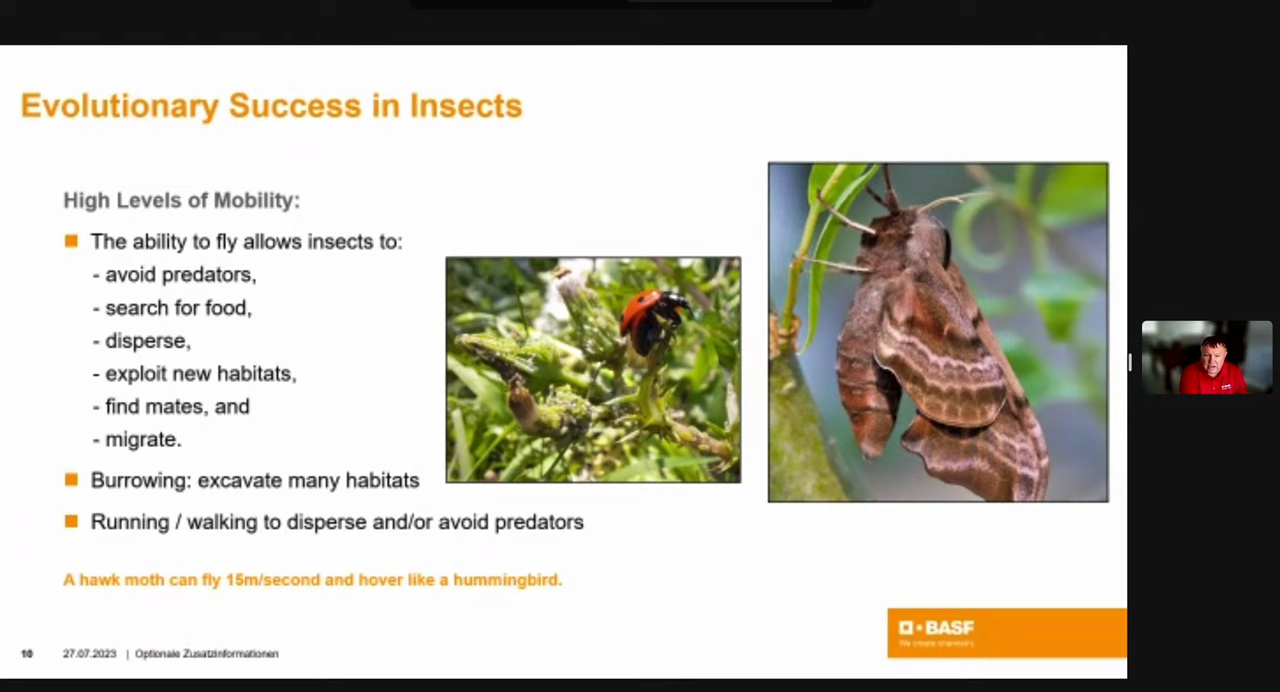 Evolutionary Success in Insects
High Levels of Mobility:
The ability to fly allows insects to:
- avoid predators,
- search for food,
- disperse,
- exploit new habitats,
- find mates, and
- migrate.
Burrowing: excavate many habitats
Running / walking to disperse and/or avoid predators
A hawk moth can fly 15m/second and hover like a hummingbird.
BASF
We create chemistry
10 27.07.2023 | Optionale Zusatzinformationen